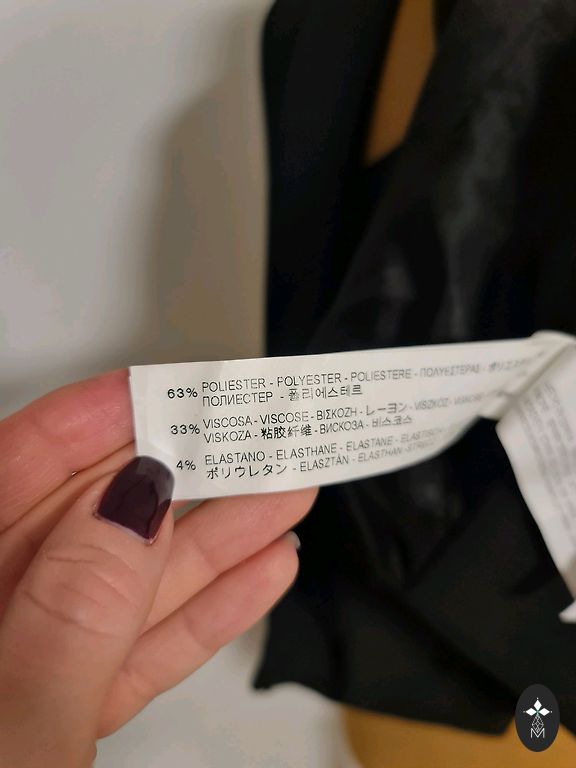 63% POLIESTER - POLYESTER - POLIESTERE - ΠΟΛΥΕΣΤΕΡΑΣ -
ПОЛИЕСТЕР - 폴리에스테르
33% VISCOSA - VISCOSE - ΒΙΣΚΟΖΗ - レーヨン - VISZKÓZ -
VISKOZA - 粘胶纤维 - ВИСКОЗА - 비스코스
4% ELASTANO - ELASTHANE - ELASTANE -
ポリウレタン - ELASZTÁN - ELASTHAN -
M